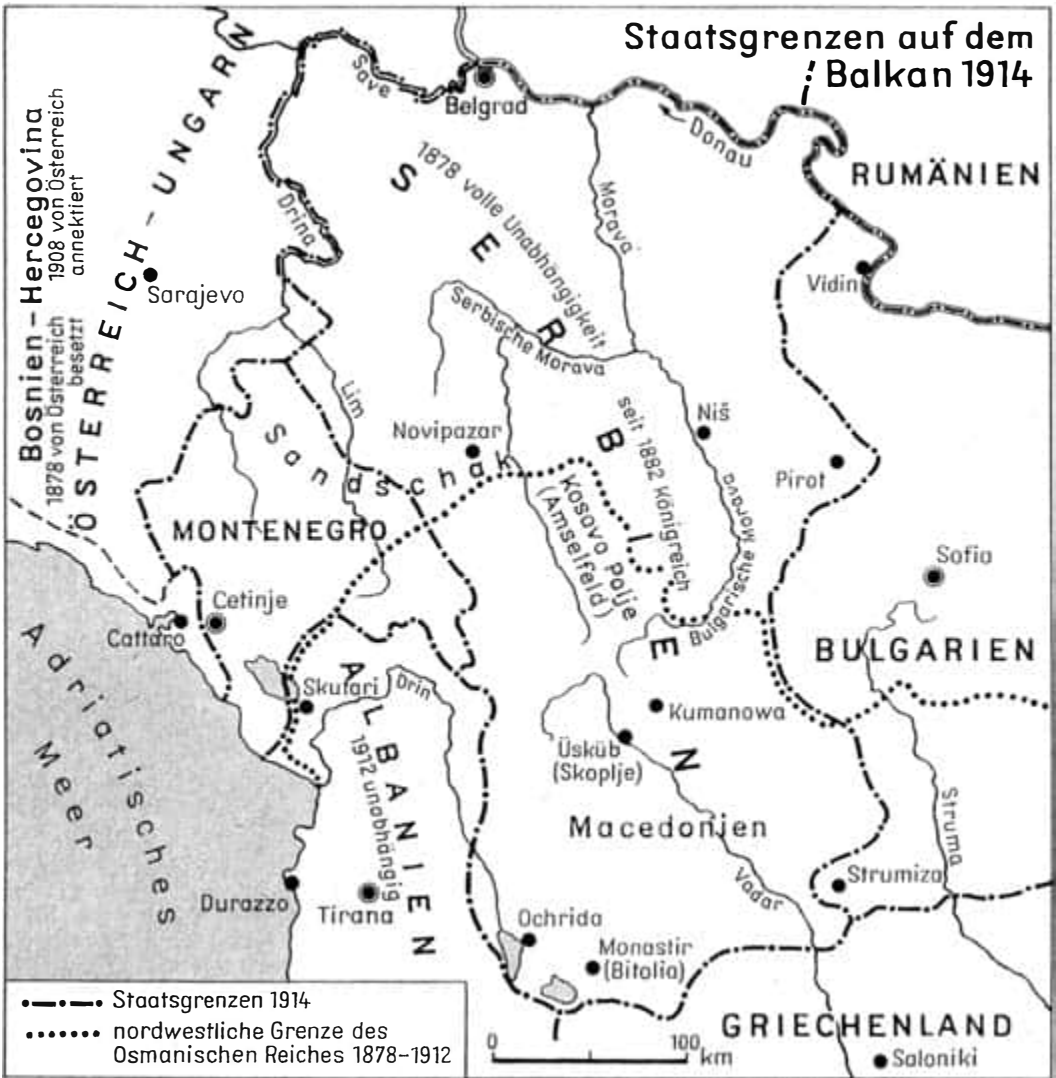 Staatsgrenzen auf dem
Balkan 1914
ÖSTERREICH-UNGARN
Bosnien-Hercegovina
1878 von Österreich
besetzt
1908 von Österreich
annektiert
Save
Belgrad
Donau
RUMÄNIEN
SERBIEN
1878 volle Unabhängigkeit
seit 1882 Königreich
Morava
Drina
Vidin
Sarajevo
Serbische Morava
Lim
Novipazar
Niš
Sandschak
Pirot
Kosovo Polje
(Amselfeld)
Bulgarische Morava
MONTENEGRO
Sofia
Cetinje
Cattaro
BULGARIEN
Adriatisches
Meer
Skutari
Drin
ALBANIEN
1912 unabhängig
Kumanowa
Üsküb
(Skoplje)
Macedonien
Struma
Vadar
Strumiza
Durazzo
Tirana
Ochrida
Monastir
(Bitolia)
GRIECHENLAND
Saloniki
Staatsgrenzen 1914
nordwestliche Grenze des
Osmanischen Reiches 1878-1912
0 100
km